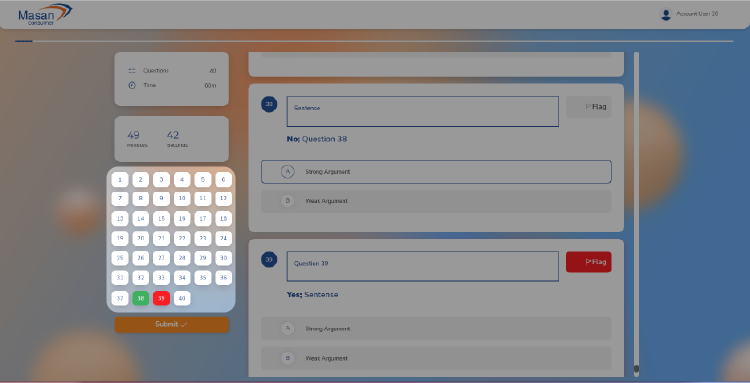 Masan
CONSUMER
Account User 20
Questions 40
Time 60m
49 42
MINUTES SECONDS
1 2 3 4 5 6
7 8 9 10 11 12
13 14 15 16 17 18
19 20 21 22 23 24
25 26 27 28 29 30
31 32 33 34 35 36
37 38 39 40
Submit
38 Sentence Flag
No; Question 38
A Strong Argument
B Weak Argument
39 Question 39 Flag
Yes; Sentence
A Strong Argument
B Weak Argument